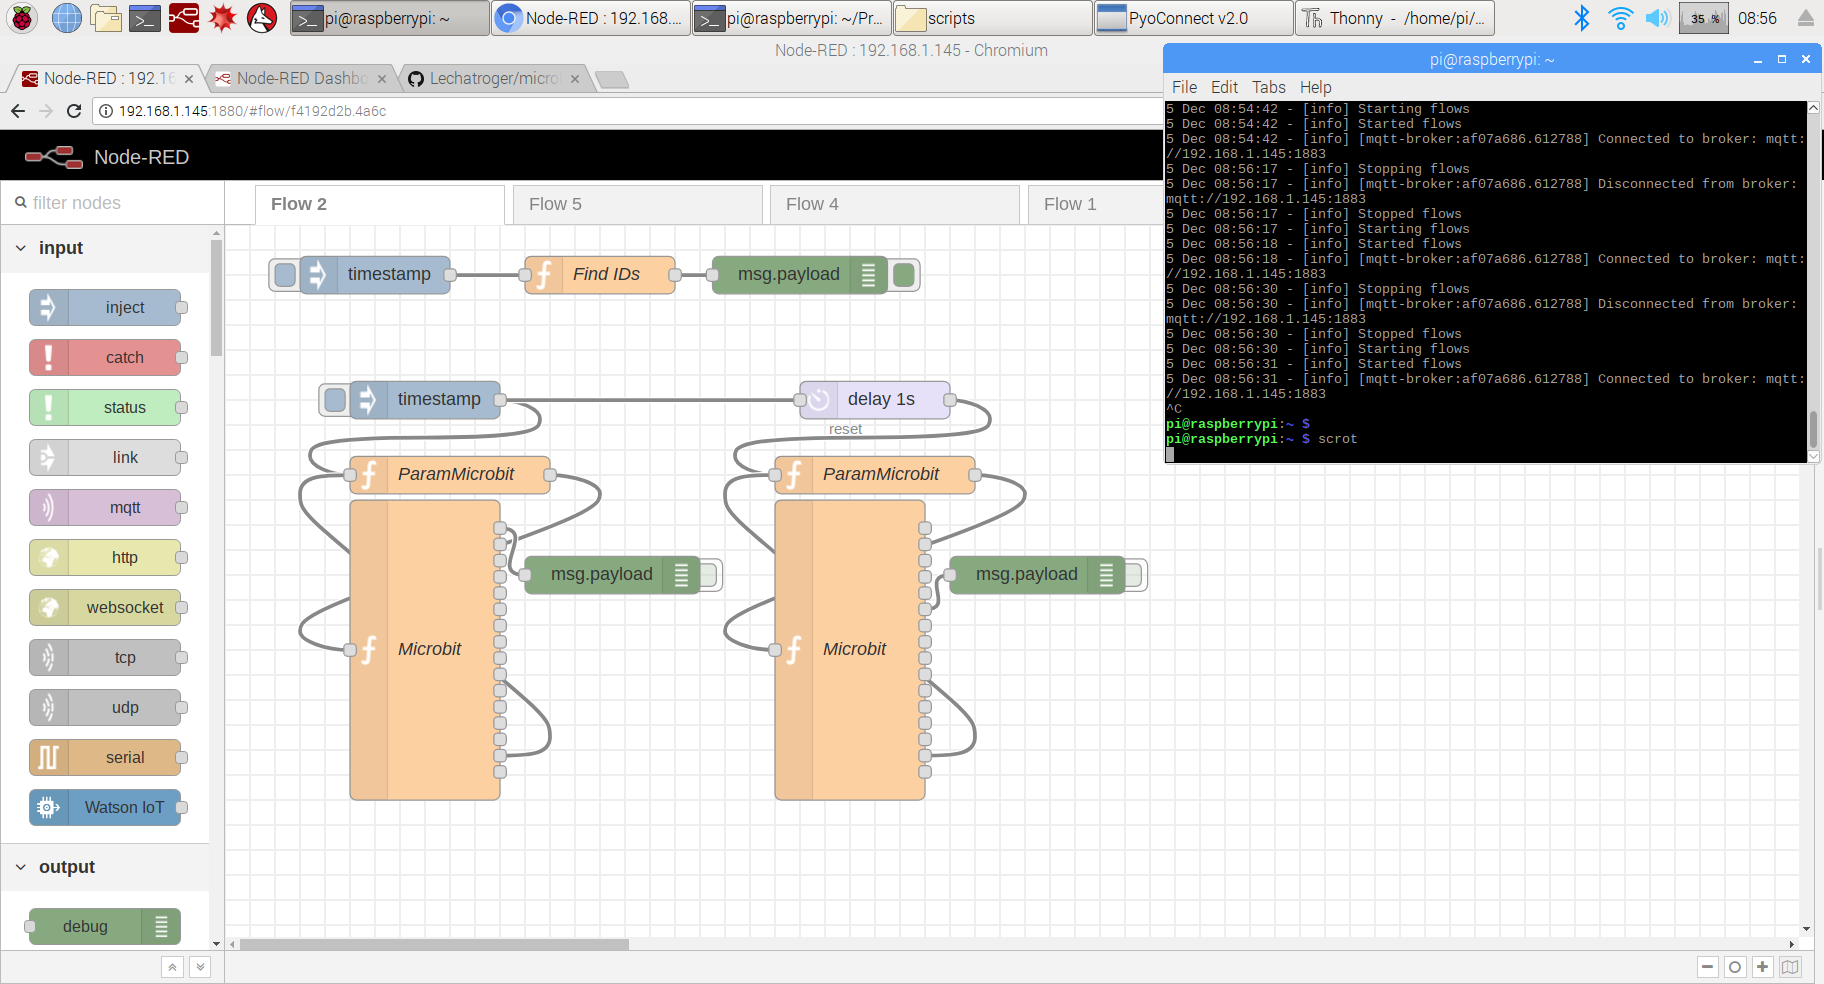 pi@raspberrypi: ~
Node-RED : 192.168....
pi@raspberrypi: ~/Pr...
scripts
PyoConnect v2.0
Thonny  -  /home/pi/...
35 %
08:56
Node-RED : 192.168.1.145 - Chromium
Node-RED : 192.16
Node-RED Dashbo
Lechatroger/micro
192.168.1.145:1880/#flow/f4192d2b.4a6c
Node-RED
filter nodes
Flow 2
Flow 5
Flow 4
Flow 1
input
inject
catch
status
link
mqtt
http
websocket
tcp
udp
serial
Watson IoT
output
debug
timestamp
Find IDs
msg.payload
timestamp
delay 1s
reset
ParamMicrobit
ParamMicrobit
msg.payload
msg.payload
Microbit
Microbit
pi@raspberrypi: ~
File Edit Tabs Help
5 Dec 08:54:42 - [info] Starting flows
5 Dec 08:54:42 - [info] Started flows
5 Dec 08:54:42 - [info] [mqtt-broker:af07a686.612788] Connected to broker: mqtt:
//192.168.1.145:1883
5 Dec 08:56:17 - [info] Stopping flows
5 Dec 08:56:17 - [info] [mqtt-broker:af07a686.612788] Disconnected from broker:
mqtt://192.168.1.145:1883
5 Dec 08:56:17 - [info] Stopped flows
5 Dec 08:56:17 - [info] Starting flows
5 Dec 08:56:18 - [info] Started flows
5 Dec 08:56:18 - [info] [mqtt-broker:af07a686.612788] Connected to broker: mqtt:
//192.168.1.145:1883
5 Dec 08:56:30 - [info] Stopping flows
5 Dec 08:56:30 - [info] [mqtt-broker:af07a686.612788] Disconnected from broker:
mqtt://192.168.1.145:1883
5 Dec 08:56:30 - [info] Stopped flows
5 Dec 08:56:30 - [info] Starting flows
5 Dec 08:56:31 - [info] Started flows
5 Dec 08:56:31 - [info] [mqtt-broker:af07a686.612788] Connected to broker: mqtt:
//192.168.1.145:1883
^C
pi@raspberrypi:~ $
pi@raspberrypi:~ $ scrot